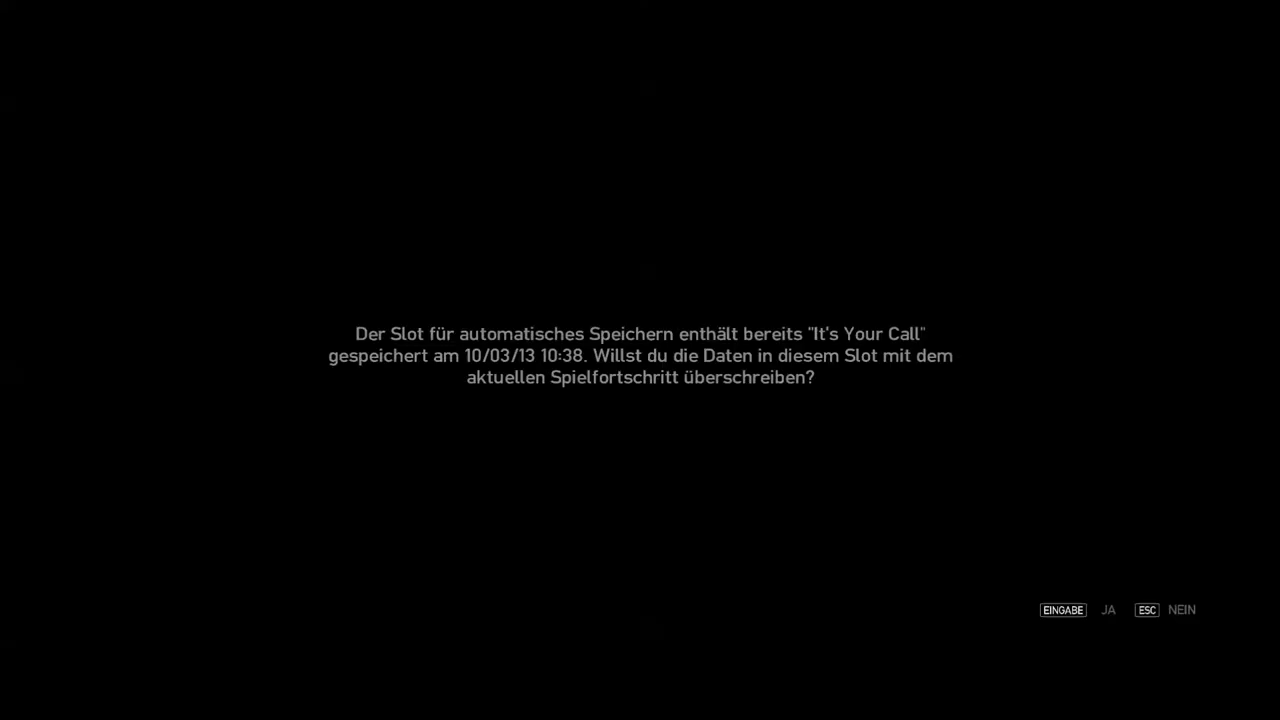 Der Slot für automatisches Speichern enthält bereits "It's Your Call"
gespeichert am 10/03/13 10:38. Willst du die Daten in diesem Slot mit dem
aktuellen Spielfortschritt überschreiben?
EINGABE JA ESC NEIN